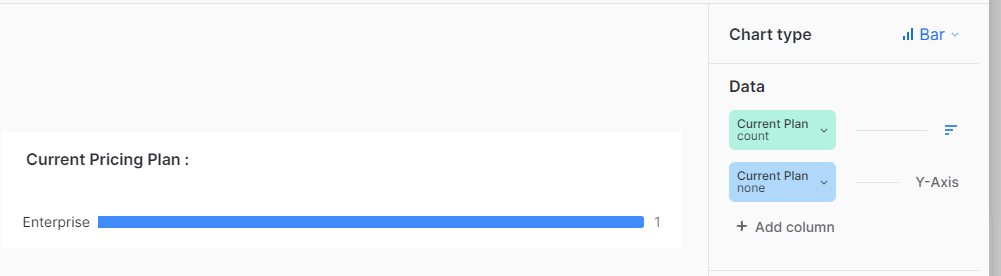 Chart type
Bar
Data
Current Plan
count
Current Plan
none
Y-Axis
+ Add column
Current Pricing Plan :
Enterprise
1